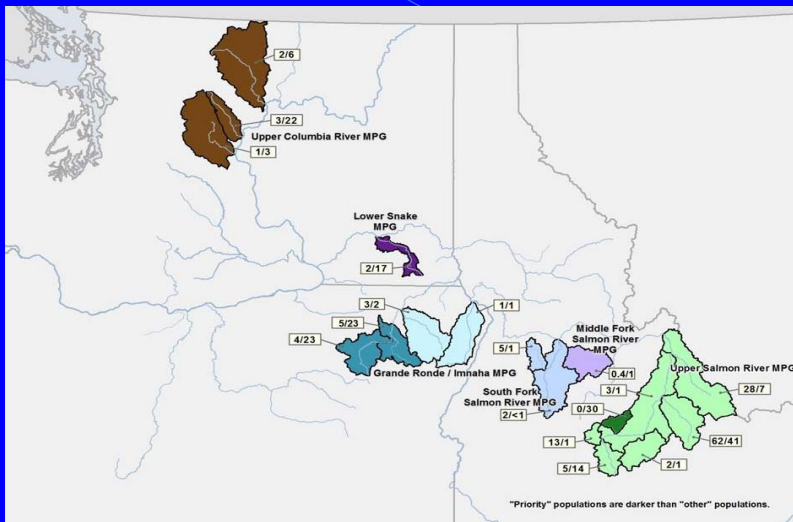 2/6
3/22
Upper Columbia River MPG
1/3
Lower Snake
MPG
2/17
3/2
1/1
5/23
4/23
Grande Ronde / Imnaha MPG
Middle Fork
Salmon River
MPG
5/1
0.4/1
Upper Salmon River MPG
3/1
28/7
South Fork
Salmon River MPG
2/<1
0/30
13/1
62/41
5/14
2/1
"Priority" populations are darker than "other" populations.